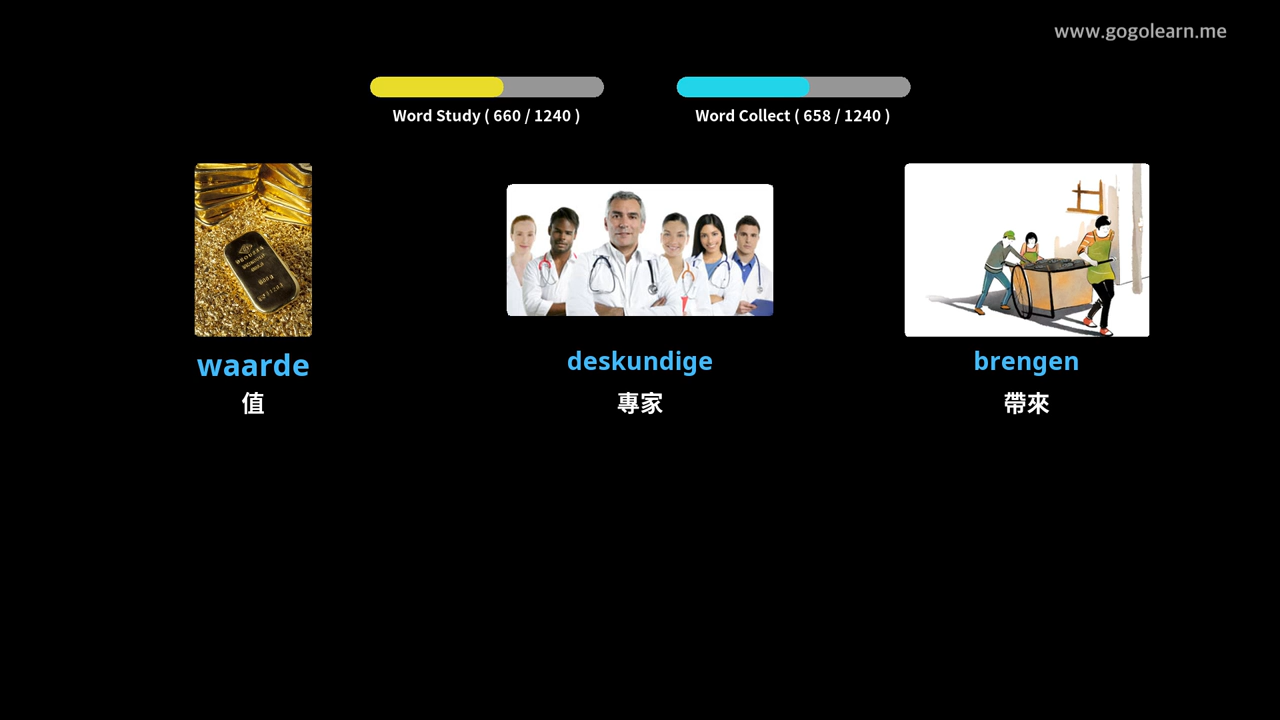 www.gogolearn.me
Word Study ( 660 / 1240 )
Word Collect ( 658 / 1240 )
waarde
deskundige
brengen
值
專家
帶來